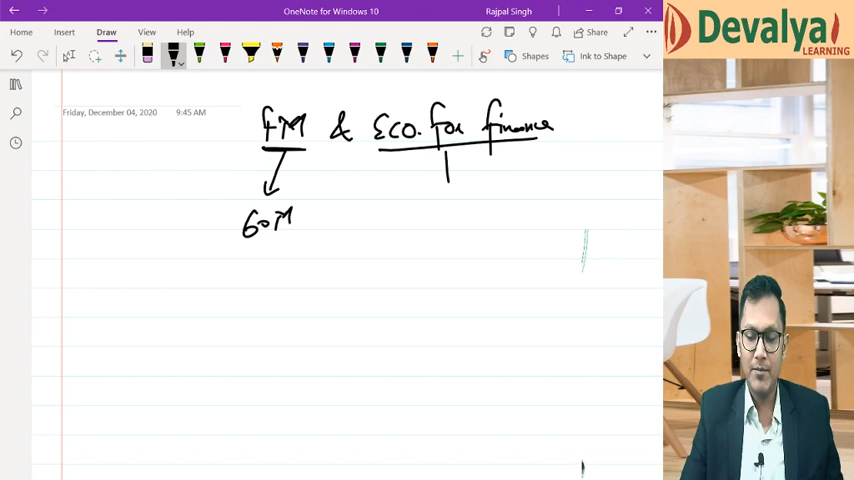 OneNote for Windows 10
Rajpal Singh
Home Insert Draw View Help
Share
Shapes Ink to Shape
Devalya
LEARNING
Friday, December 04, 2020 9:45 AM
FM & Eco. for finance
60M